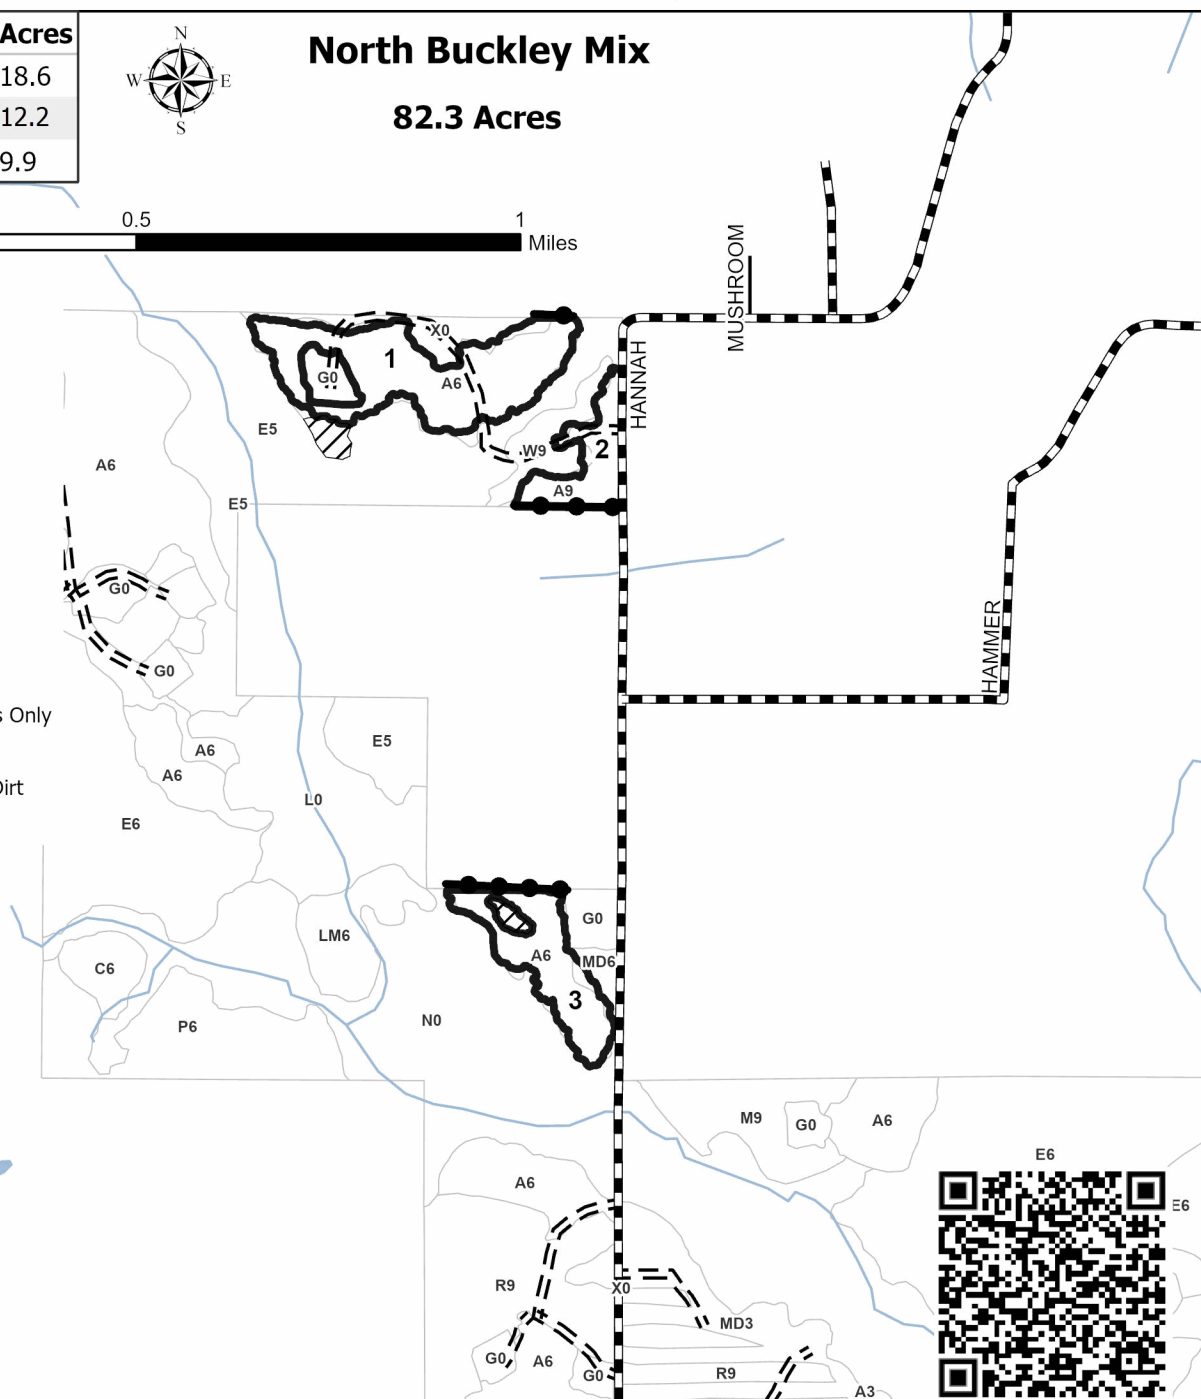 Acres
18.6
12.2
9.9
N
W
E
S
North Buckley Mix
82.3 Acres
0.5
1
Miles
MUSHROOM
HANNAH
HAMMER
X0
1
G0
A6
E5
W9
2
A9
A6
E5
G0
G0
s Only
A6
E5
A6
Dirt
L0
E6
G0
LM6
A6
MD6
C6
3
N0
P6
M9
G0
A6
E6
A6
E6
R9
X0
MD3
G0
A6
G0
R9
A3